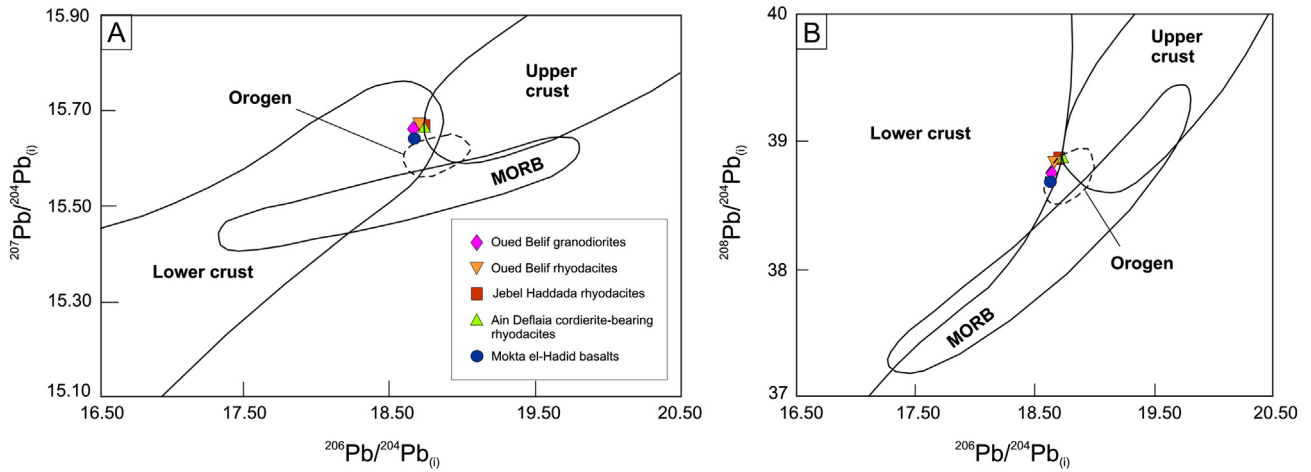 A
15.90
15.70
15.50
15.30
15.10
207Pb/204Pb(i)
16.50
17.50
18.50
19.50
20.50
206Pb/204Pb(i)
Orogen
Upper
crust
MORB
Lower crust
Oued Belif granodiorites
Oued Belif rhyodacites
Jebel Haddada rhyodacites
Ain Deflaia cordierite-bearing
rhyodacites
Mokta el-Hadid basalts
B
40
39
38
37
208Pb/204Pb(i)
16.50
17.50
18.50
19.50
20.50
206Pb/204Pb(i)
Upper
crust
Lower crust
Orogen
MORB